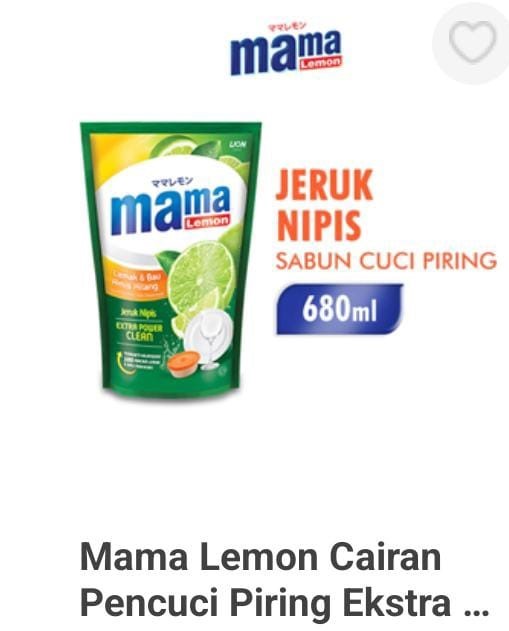 ママレモン
mama
Lemon
LION
ママレモン
mama
Lemon
Lemak & Bau
Amis Hilang
Jeruk Nipis
EXTRA POWER
CLEAN
JERUK
NIPIS
SABUN CUCI PIRING
680ml
Mama Lemon Cairan
Pencuci Piring Ekstra ...